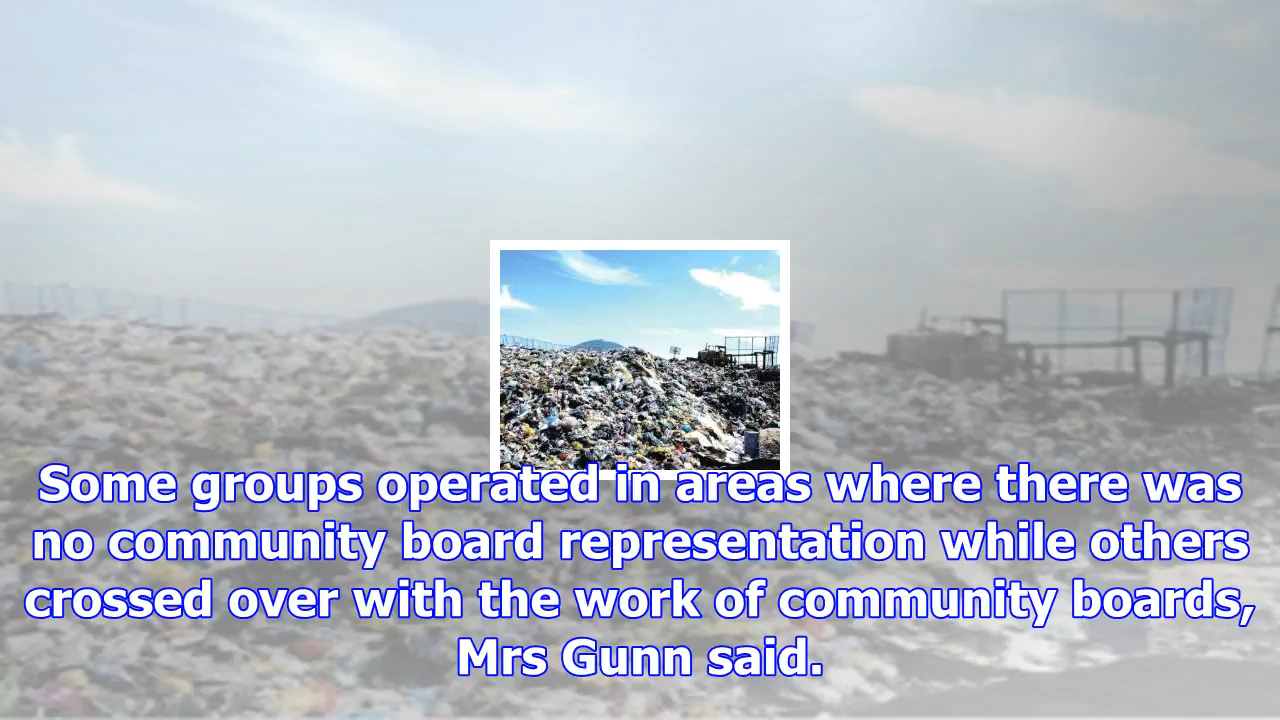 Some groups operated in areas where there was
no community board representation while others
crossed over with the work of community boards,
Mrs Gunn said.